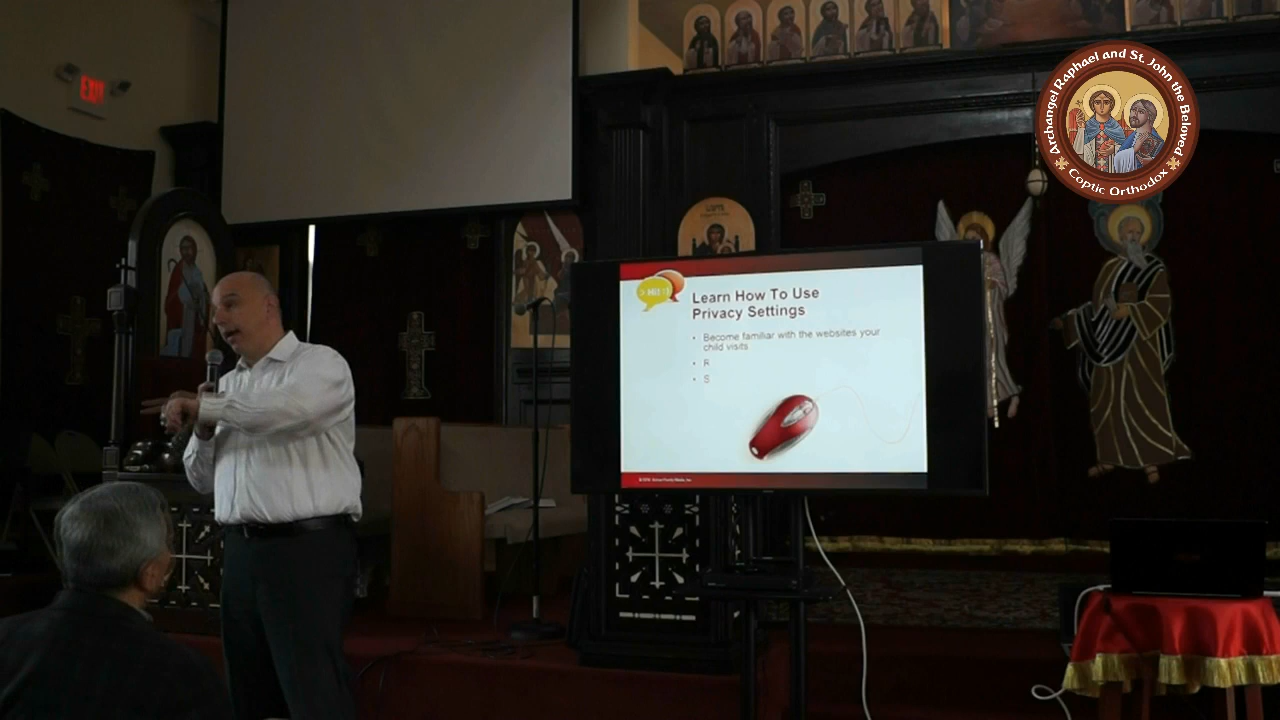 EXIT
Archangel Raphael and St. John the Beloved
Coptic Orthodox
Hi!
Learn How To Use
Privacy Settings
• Become familiar with the websites your
child visits
• R
• S